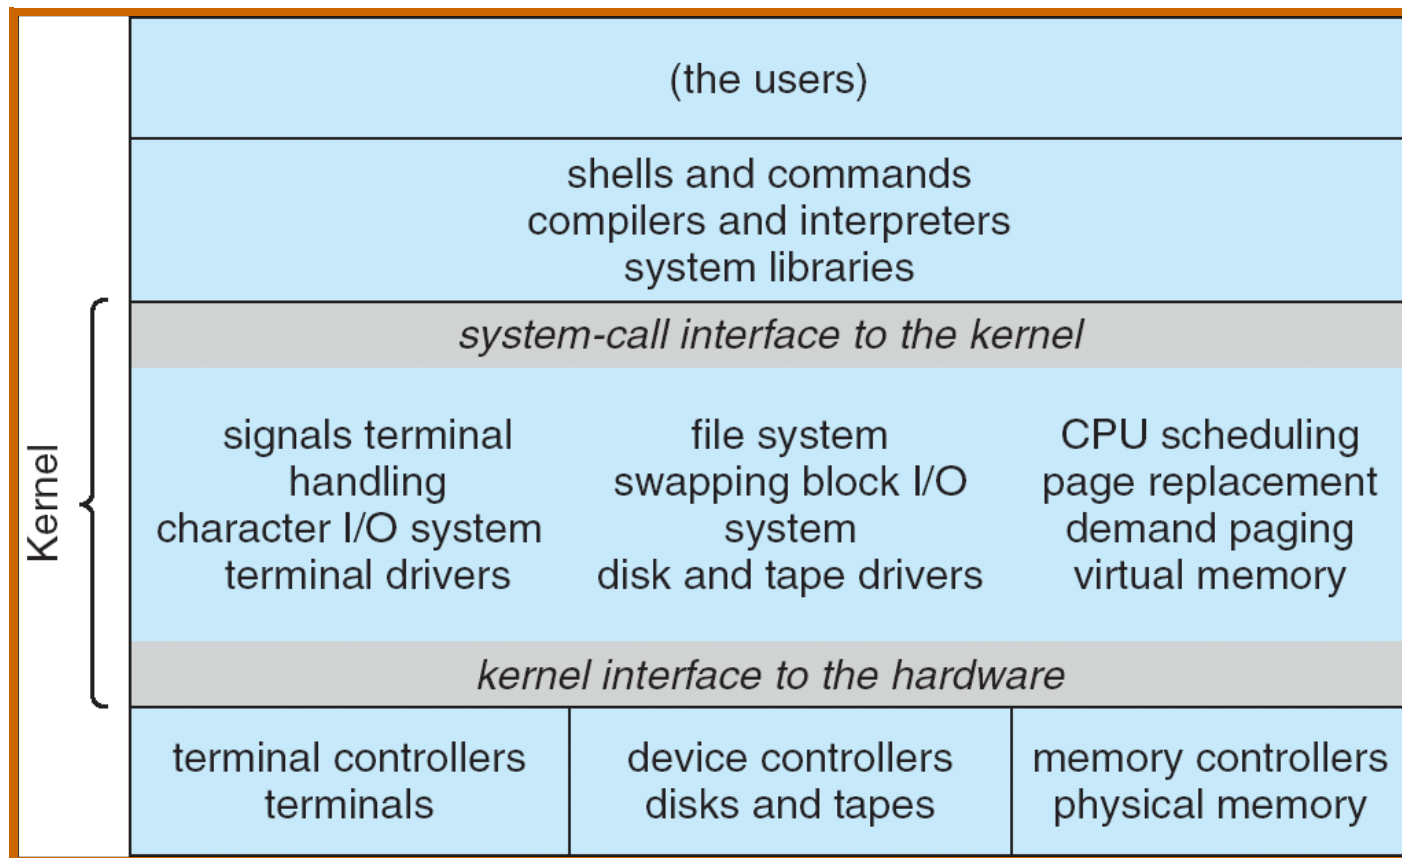 (the users)
shells and commands
compilers and interpreters
system libraries
system-call interface to the kernel
Kernel
signals terminal
handling
character I/O system
terminal drivers
file system
swapping block I/O
system
disk and tape drivers
CPU scheduling
page replacement
demand paging
virtual memory
kernel interface to the hardware
terminal controllers
terminals
device controllers
disks and tapes
memory controllers
physical memory